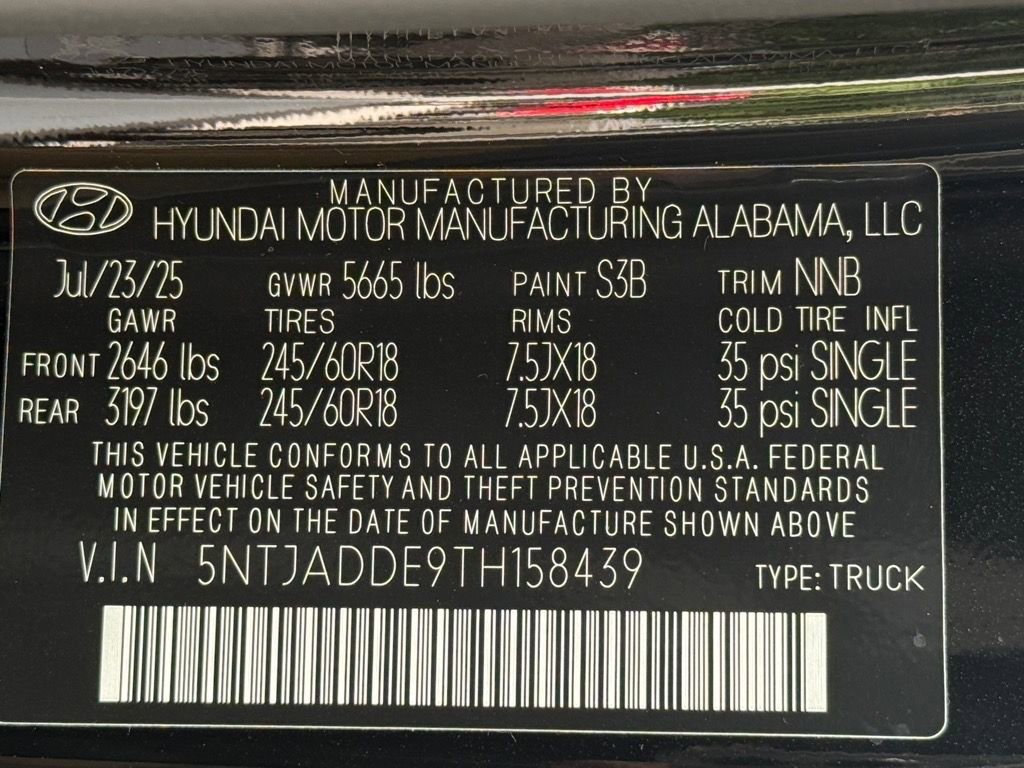 MANUFACTURED BY
HYUNDAI MOTOR MANUFACTURING ALABAMA, LLC
Jul/23/25 GVWR 5665 lbs PAINT S3B TRIM NNB
GAWR TIRES RIMS COLD TIRE INFL
FRONT 2646 lbs 245/60R18 7.5JX18 35 psi SINGLE
REAR 3197 lbs 245/60R18 7.5JX18 35 psi SINGLE
THIS VEHICLE CONFORMS TO ALL APPLICABLE U.S.A. FEDERAL
MOTOR VEHICLE SAFETY AND THEFT PREVENTION STANDARDS
IN EFFECT ON THE DATE OF MANUFACTURE SHOWN ABOVE
V.I.N 5NTJADDE9TH158439 TYPE: TRUCK